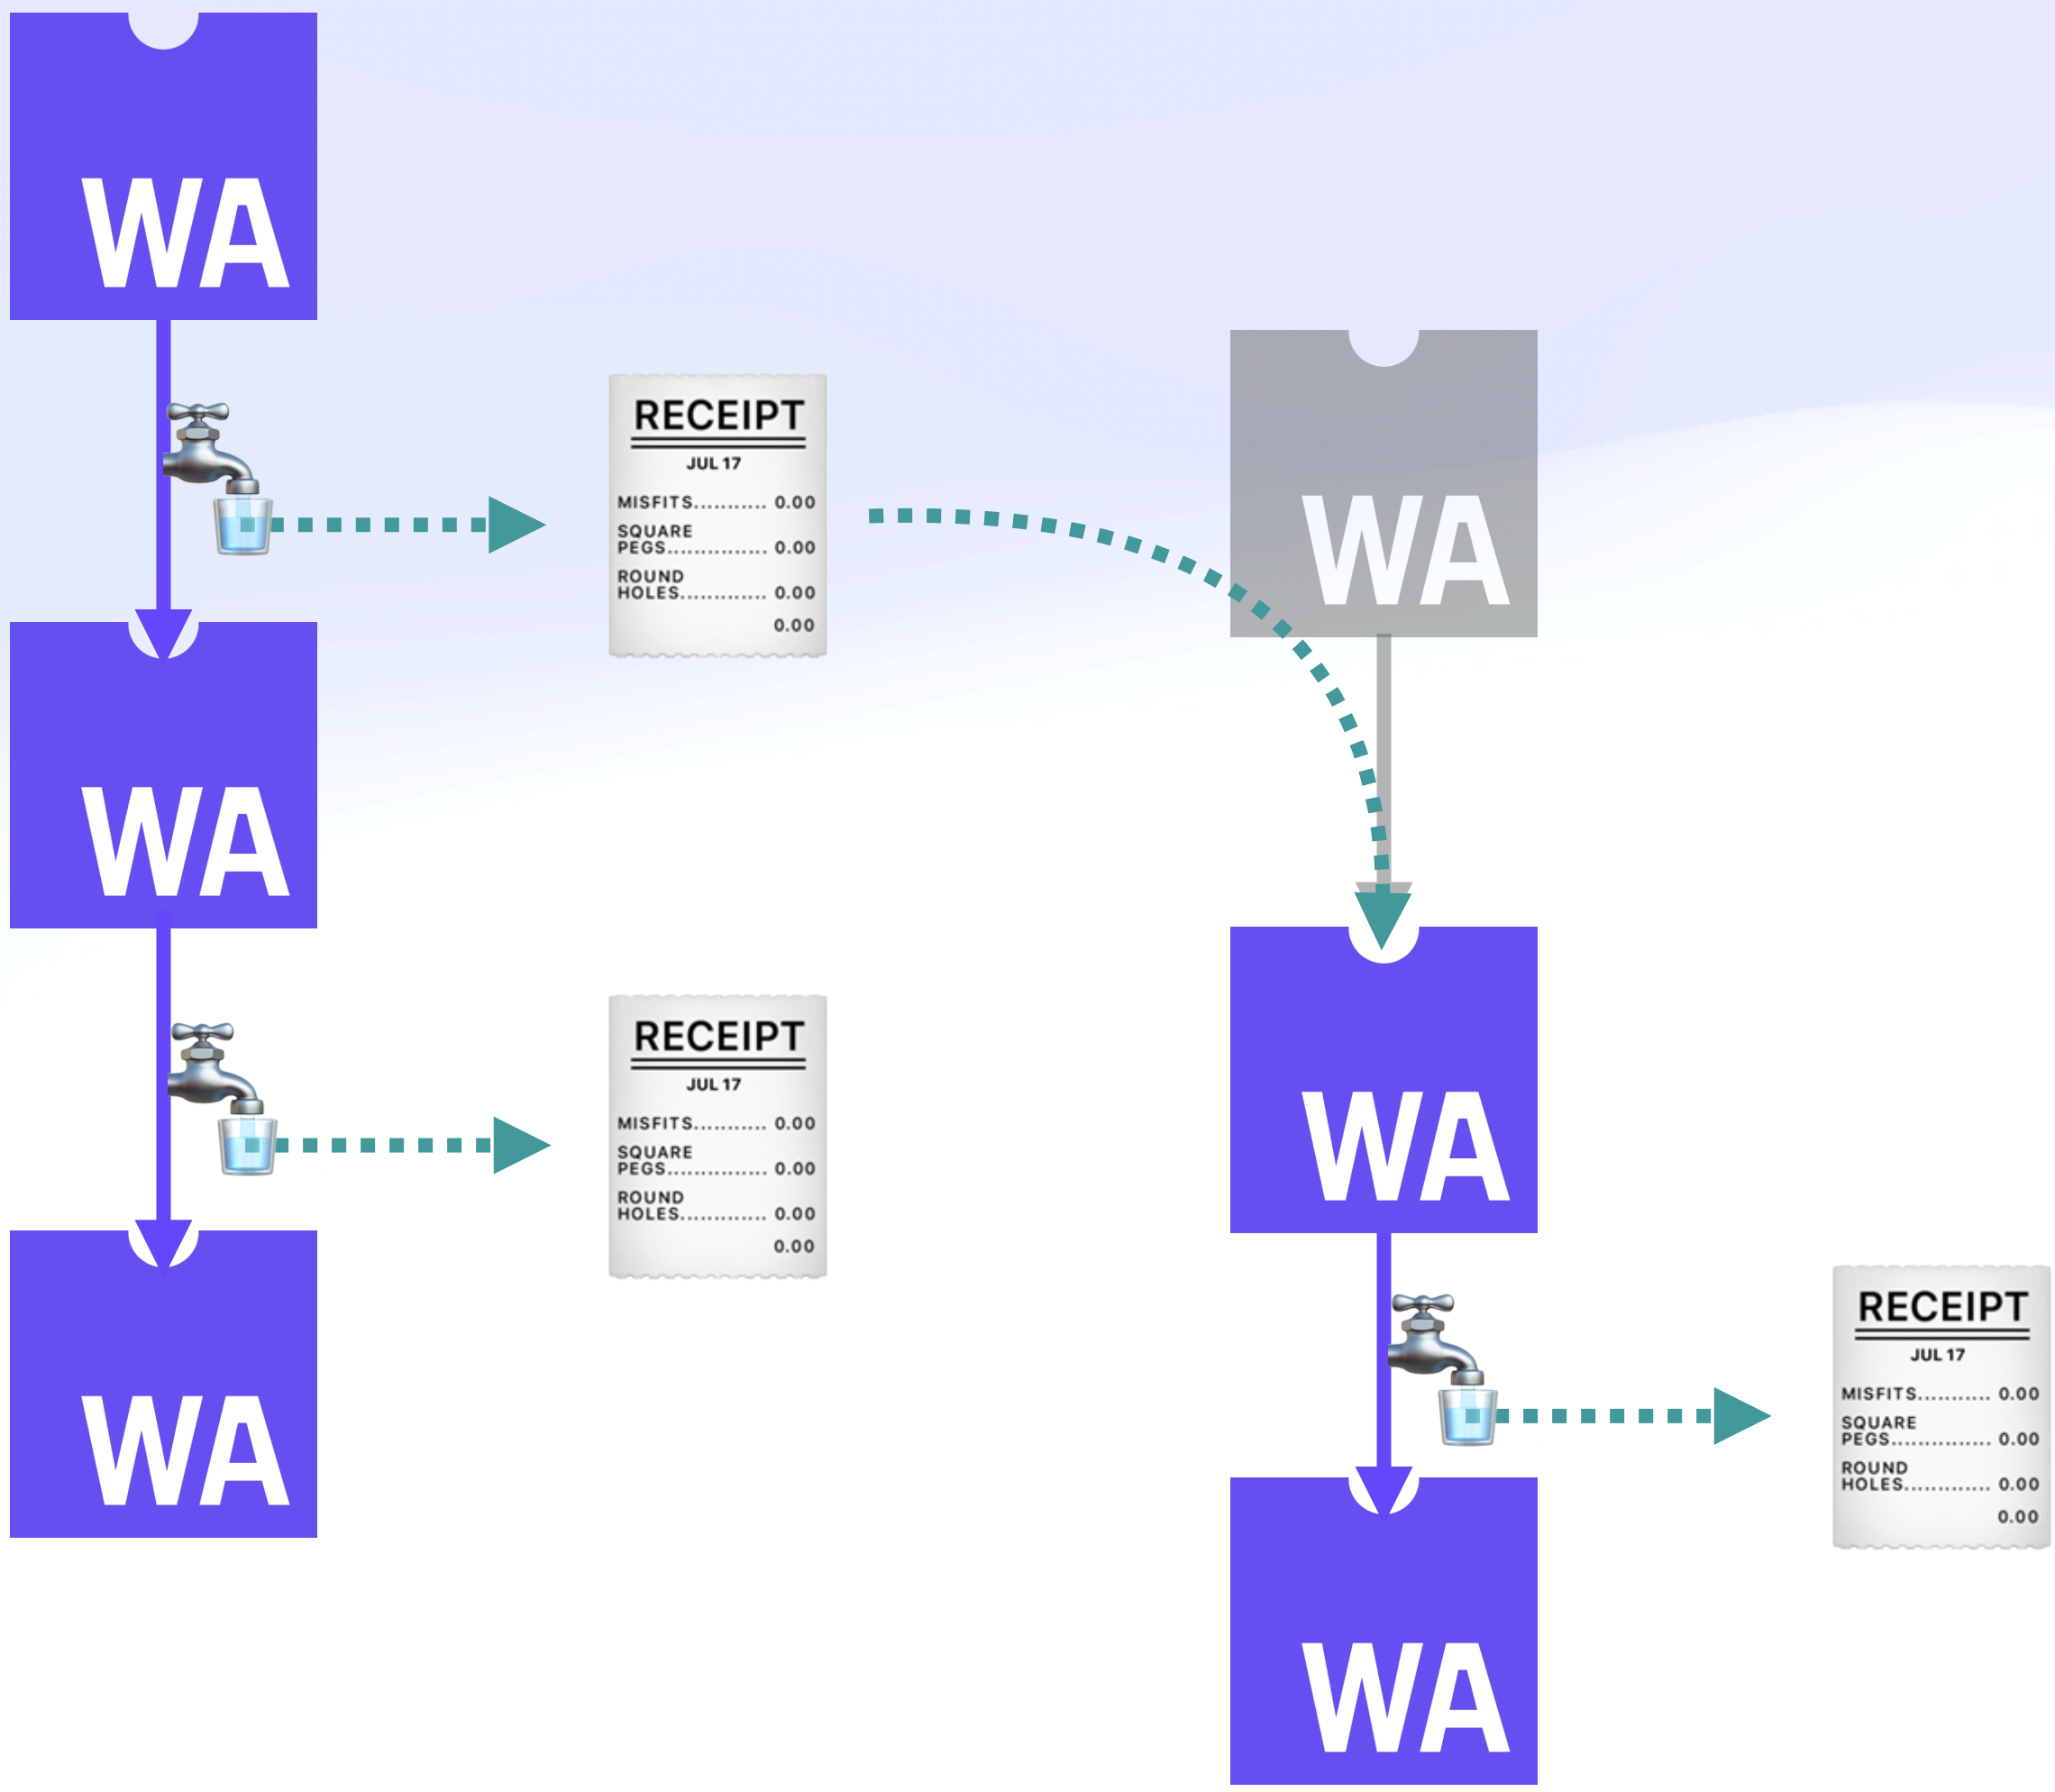 WA
RECEIPT
JUL 17
MISFITS........... 0.00
SQUARE
PEGS............... 0.00
ROUND
HOLES............. 0.00
0.00
WA
WA
RECEIPT
JUL 17
MISFITS........... 0.00
SQUARE
PEGS............... 0.00
ROUND
HOLES............. 0.00
0.00
WA
WA
WA
RECEIPT
JUL 17
MISFITS........... 0.00
SQUARE
PEGS............... 0.00
ROUND
HOLES............. 0.00
0.00
WA